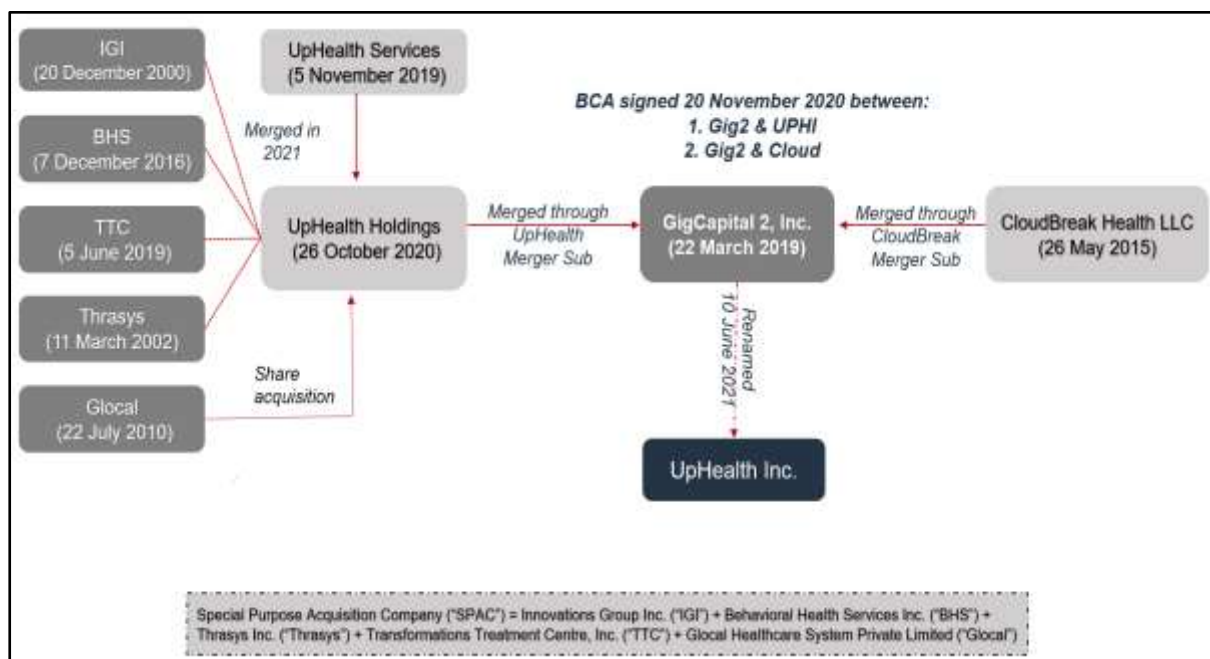 IGI
(20 December 2000)
UpHealth Services
(5 November 2019)
BCA signed 20 November 2020 between:
1. Gig2 & UPHI
2. Gig2 & Cloud
BHS
(7 December 2016)
Merged in
2021
TTC
(5 June 2019)
UpHealth Holdings
(26 October 2020)
Merged through
UpHealth
Merger Sub
GigCapital 2, Inc.
(22 March 2019)
Merged through
CloudBreak
Merger Sub
CloudBreak Health LLC
(26 May 2015)
Thrasys
(11 March 2002)
Renamed
10 June 2021
Share
acquisition
Glocal
(22 July 2010)
UpHealth Inc.
Special Purpose Acquisition Company ("SPAC") = Innovations Group Inc. ("IGI") + Behavioral Health Services Inc. ("BHS") +
Thrasys Inc. ("Thrasys") + Transformations Treatment Centre, Inc. ("TTC") + Glocal Healthcare System Private Limited ("Glocal")